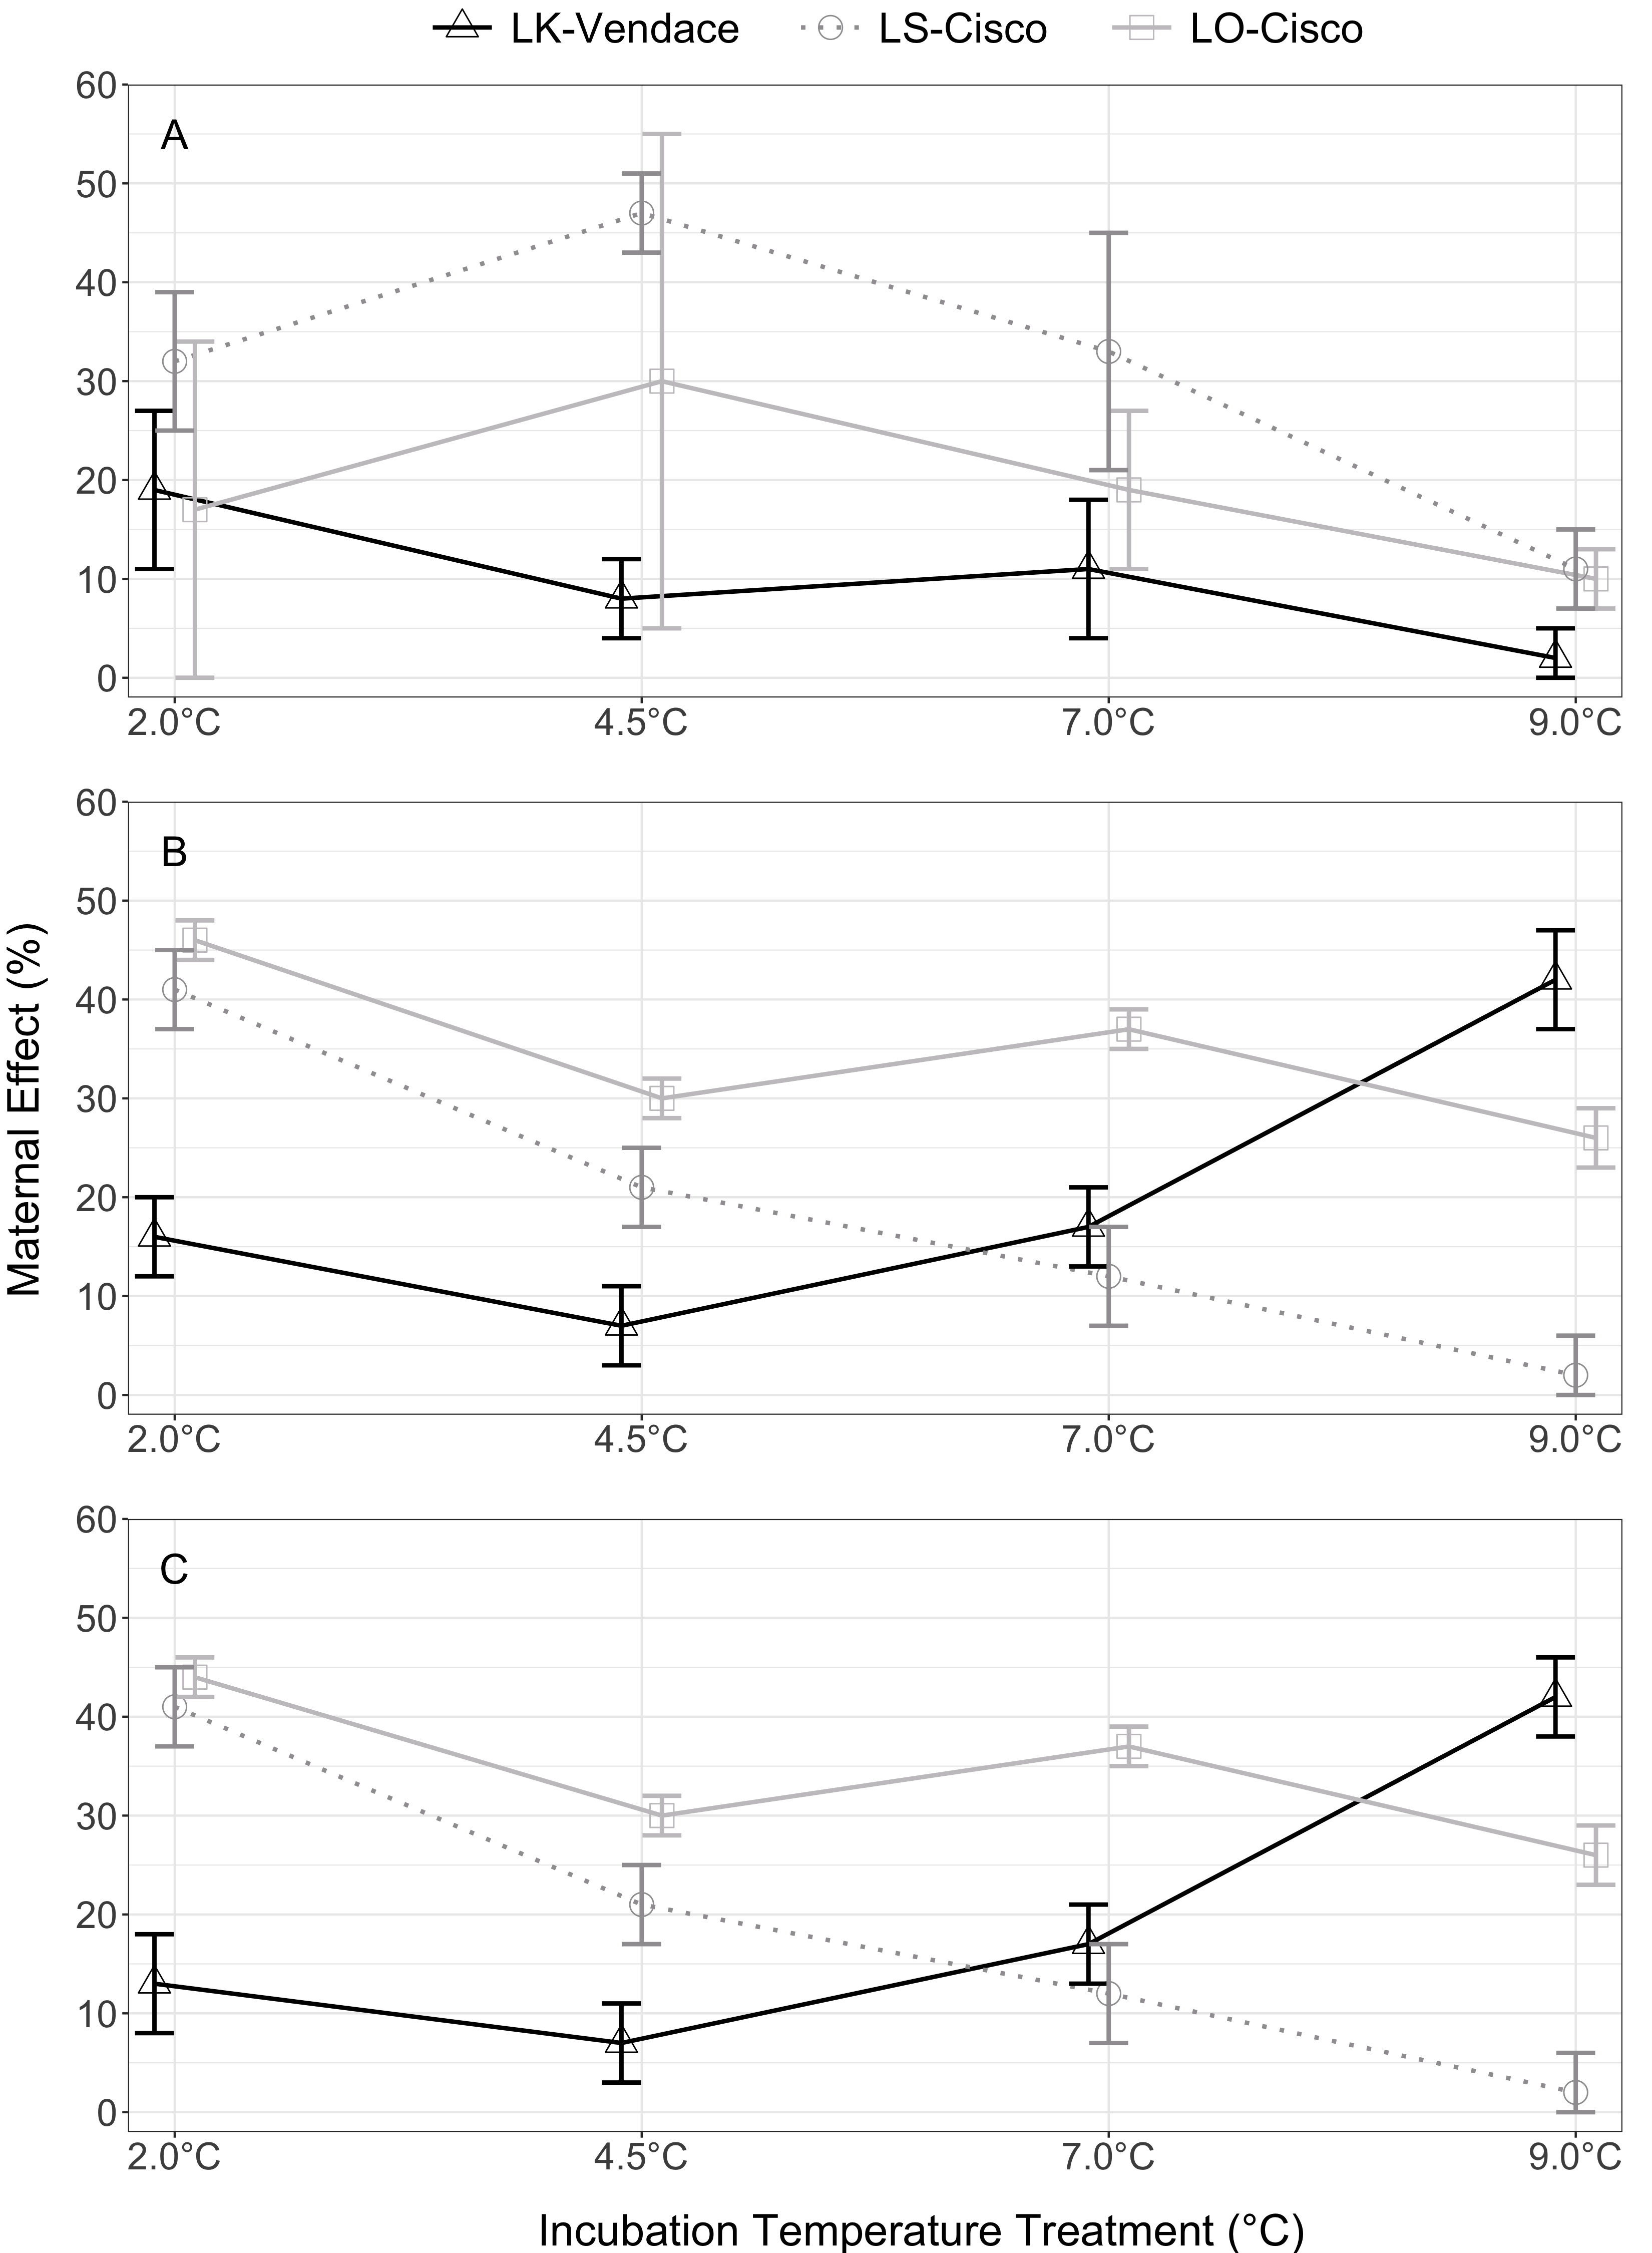 LK-Vendace LS-Cisco LO-Cisco
A
60
50
40
30
20
10
0
2.0°C 4.5°C 7.0°C 9.0°C
B
60
50
40
30
20
10
0
2.0°C 4.5°C 7.0°C 9.0°C
Maternal Effect (%)
C
60
50
40
30
20
10
0
2.0°C 4.5°C 7.0°C 9.0°C
Incubation Temperature Treatment (°C)